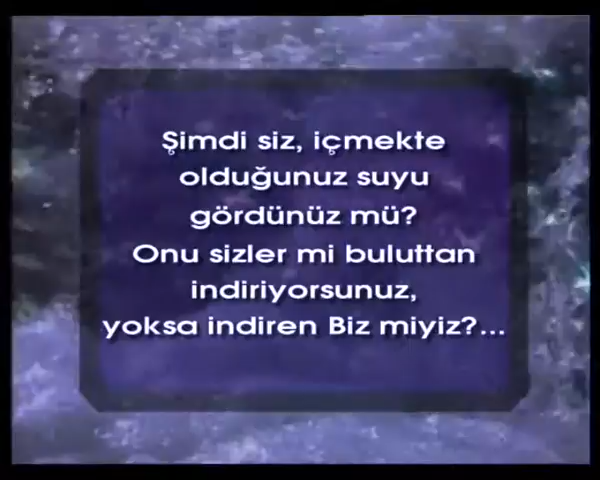 Şimdi siz, içmekte
olduğunuz suyu
gördünüz mü?
Onu sizler mi buluttan
indiriyorsunuz,
yoksa indiren Biz miyiz?...